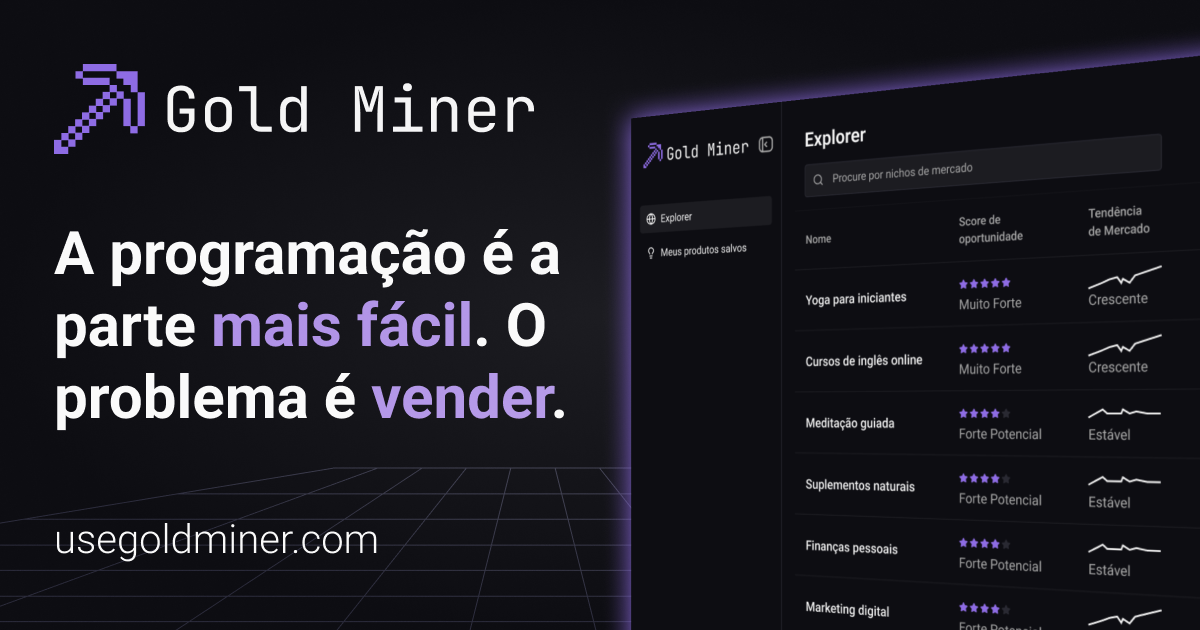 Gold Miner
A programação é a
parte mais fácil. O
problema é vender.
usegoldminer.com
Gold Miner
Explorer
Meus produtos salvos
Explorer
Procure por nichos de mercado
Nome
Score de
oportunidade
Tendência
de Mercado
Yoga para iniciantes
Muito Forte
Crescente
Cursos de inglês online
Muito Forte
Crescente
Meditação guiada
Forte Potencial
Estável
Suplementos naturais
Forte Potencial
Estável
Finanças pessoais
Forte Potencial
Estável
Marketing digital
Forte Potencial